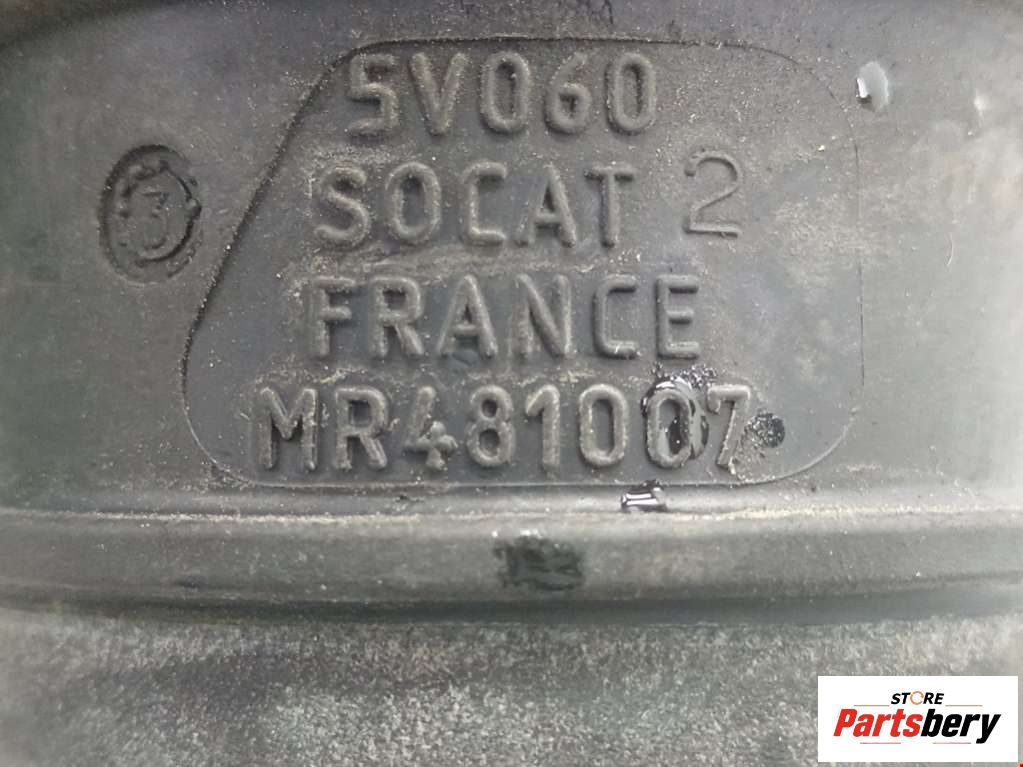 5V060
3
SOCAT 2
FRANCE
MR481007
STORE
Partsbery